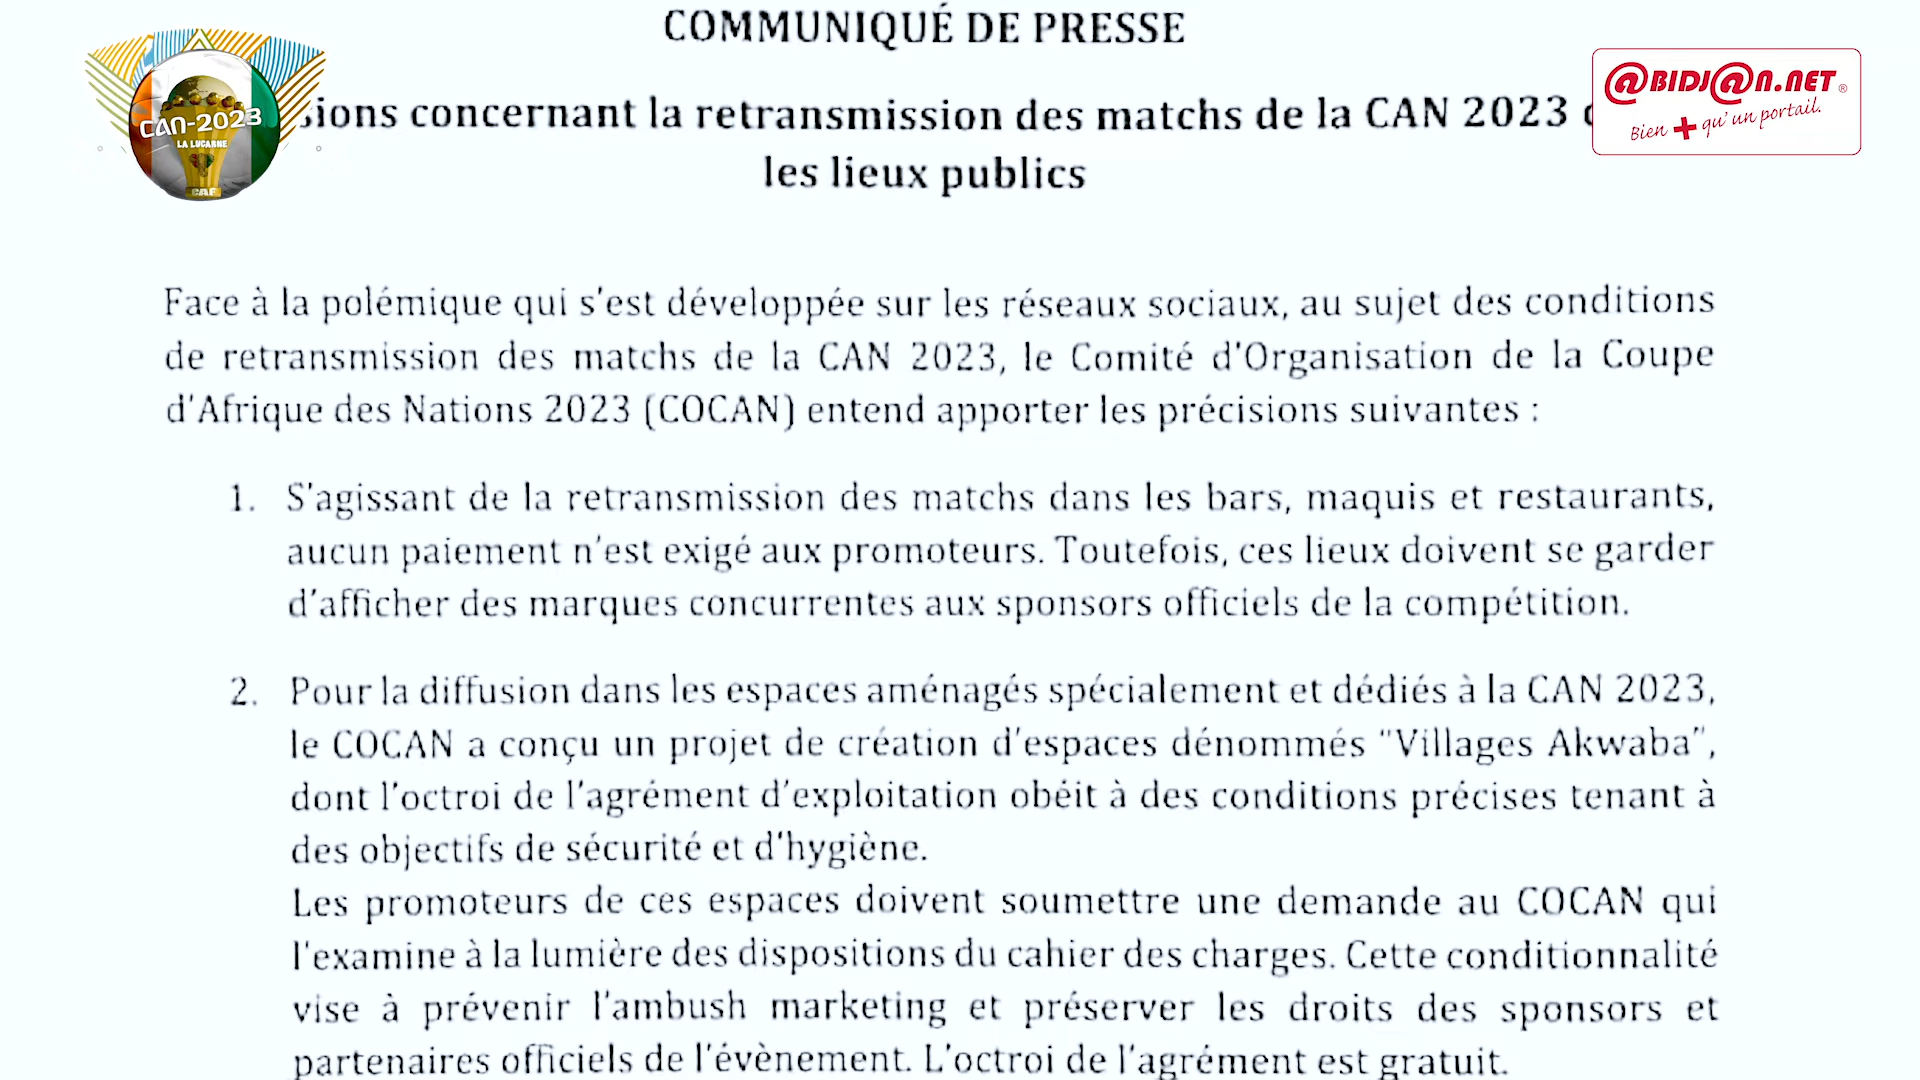 COMMUNIQUÉ DE PRESSE
CAN-2023
LA LUCARNE
CAF
sions concernant la retransmission des matchs de la CAN 2023
@BIDJ@N.NET ®
Bien + qu'un portail.
les lieux publics
Face à la polémique qui s'est développée sur les réseaux sociaux, au sujet des conditions
de retransmission des matchs de la CAN 2023, le Comité d'Organisation de la Coupe
d'Afrique des Nations 2023 (COCAN) entend apporter les précisions suivantes :
1. S'agissant de la retransmission des matchs dans les bars, maquis et restaurants,
aucun paiement n'est exigé aux promoteurs. Toutefois, ces lieux doivent se garder
d'afficher des marques concurrentes aux sponsors officiels de la compétition.
2. Pour la diffusion dans les espaces aménagés spécialement et dédiés à la CAN 2023,
le COCAN a conçu un projet de création d'espaces dénommés "Villages Akwaba",
dont l'octroi de l'agrément d'exploitation obéit à des conditions précises tenant à
des objectifs de sécurité et d'hygiène.
Les promoteurs de ces espaces doivent soumettre une demande au COCAN qui
l'examine à la lumière des dispositions du cahier des charges. Cette conditionnalité
vise à prévenir l'ambush marketing et préserver les droits des sponsors et
partenaires officiels de l'évènement. L'octroi de l'agrément est gratuit.